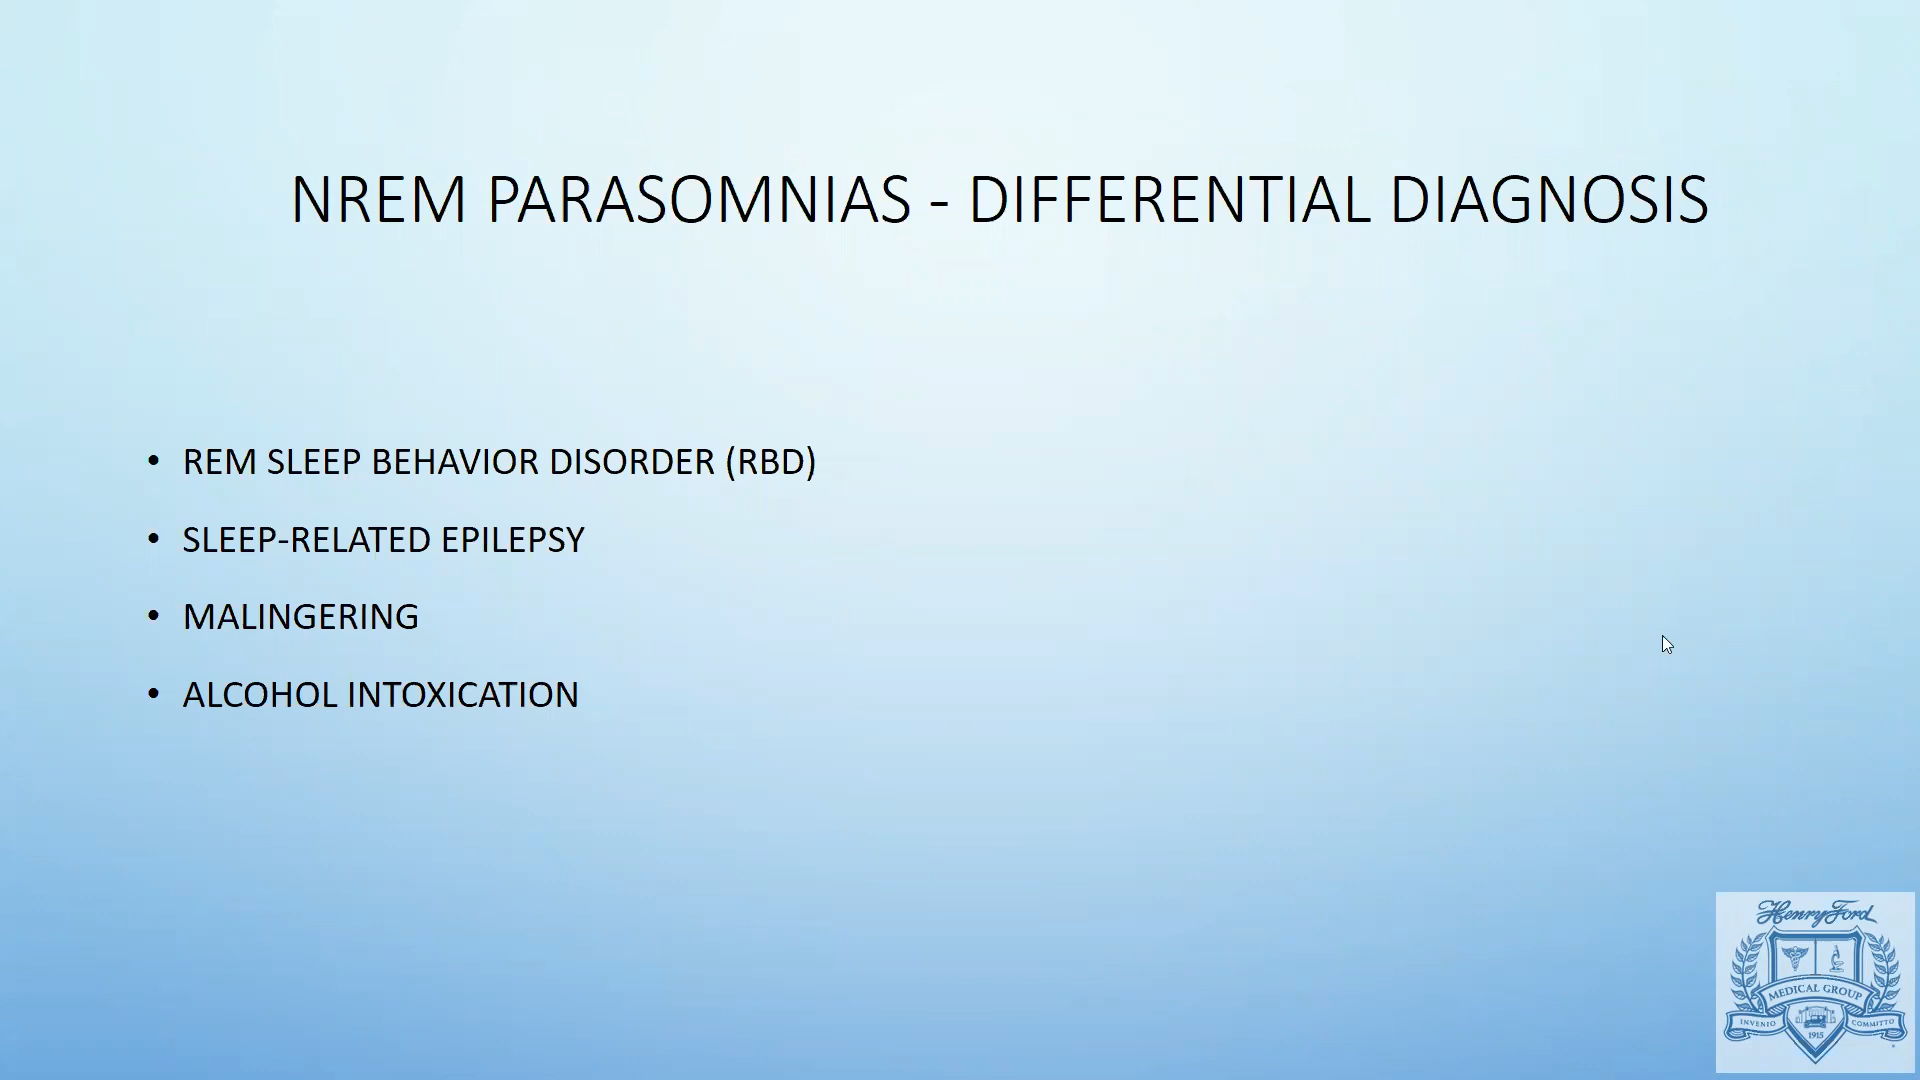 NREM PARASOMNIAS - DIFFERENTIAL DIAGNOSIS
• REM SLEEP BEHAVIOR DISORDER (RBD)
• SLEEP-RELATED EPILEPSY
• MALINGERING
• ALCOHOL INTOXICATION
Henry Ford
MEDICAL GROUP
INVENIO
COMMITTO
1915